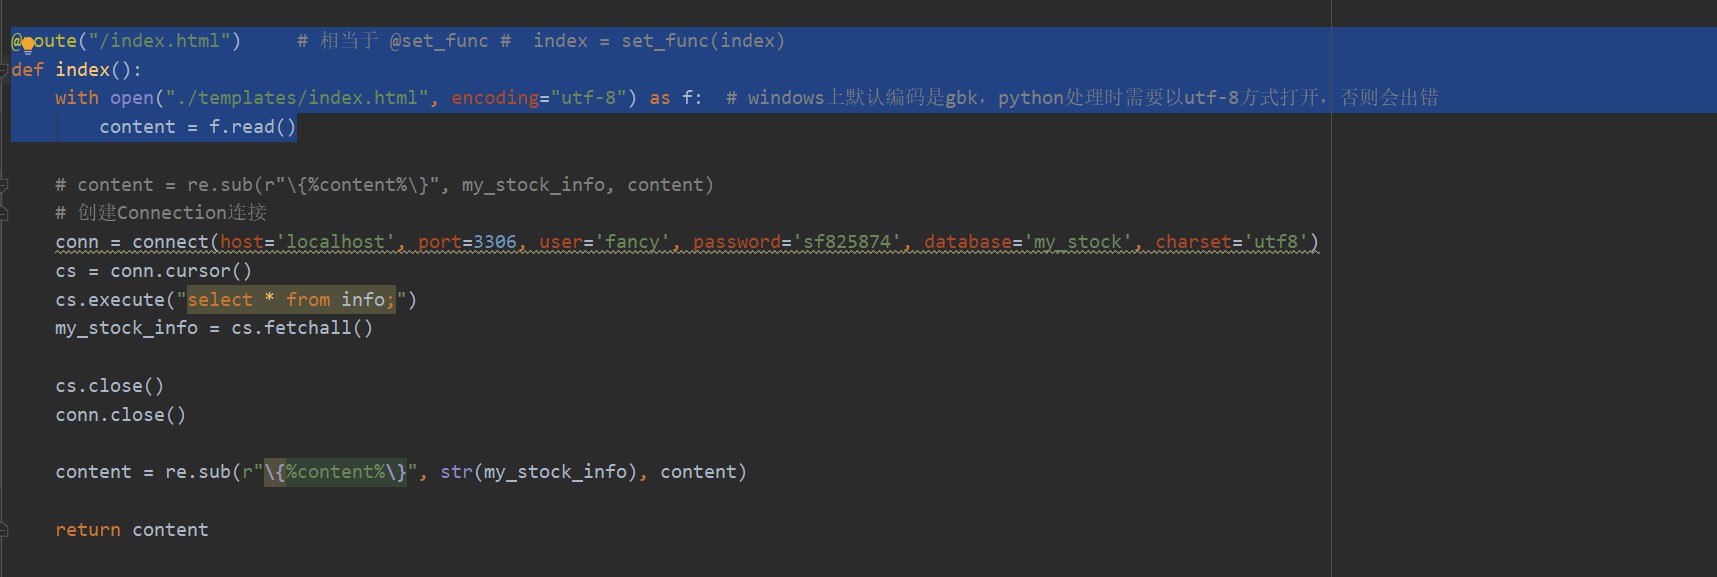 @route("/index.html")     # 相当于 @set_func #  index = set_func(index)
def index():
    with open("./templates/index.html", encoding="utf-8") as f:  # windows上默认编码是gbk，python处理时需要以utf-8方式打开，否则会出错
        content = f.read()
    # content = re.sub(r"\{%content%\}", my_stock_info, content)
    # 创建Connection连接
    conn = connect(host='localhost', port=3306, user='fancy', password='sf825874', database='my_stock', charset='utf8')
    cs = conn.cursor()
    cs.execute("select * from info;")
    my_stock_info = cs.fetchall()
    cs.close()
    conn.close()
    content = re.sub(r"\{%content%\}", str(my_stock_info), content)
    return content